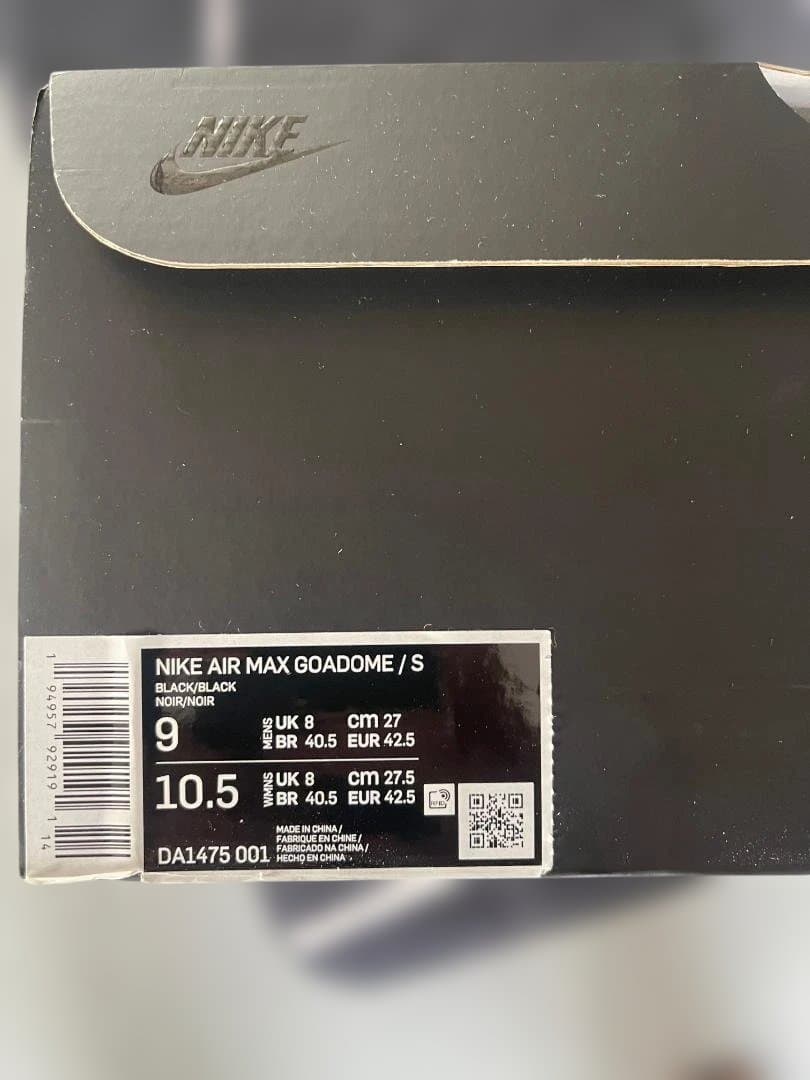 NIKE
NIKE AIR MAX GOADOME / S
BLACK/BLACK
NOIR/NOIR
9 MENS UK 8 cm 27
BR 40.5 EUR 42.5
10.5 WMNS UK 8 cm 27.5
BR 40.5 EUR 42.5
RFID
DA1475 001
MADE IN CHINA /
FABRIQUE EN CHINE /
FABRICADO NA CHINA /
HECHO EN CHINA
1 94957 92919 1 14